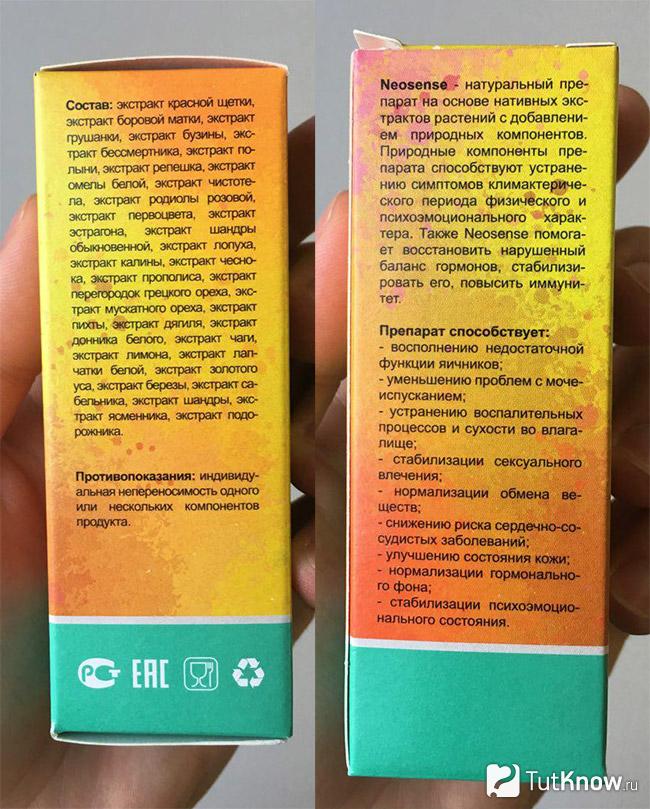 Состав: экстракт красной щетки,
экстракт боровой матки, экстракт
грушанки, экстракт бузины, экс-
тракт бессмертника, экстракт по-
лыни, экстракт репешка, экстракт
омелы белой, экстракт чистоте-
ла, экстракт родиолы розовой,
экстракт первоцвета, экстракт
эстрагона, экстракт шандры
обыкновенной, экстракт лопуха,
экстракт калины, экстракт чесно-
ка, экстракт прополиса, экстракт
перегородок грецкого ореха, экс-
тракт мускатного ореха, экстракт
пихты, экстракт дягиля, экстракт
донника белого, экстракт чаги,
экстракт лимона, экстракт лап-
чатки белой, экстракт золотого
уса, экстракт березы, экстракт са-
бельника, экстракт шандры, экс-
тракт ясменника, экстракт подо-
рожника.
Противопоказания: индивиду-
альная непереносимость одного
или нескольких компонентов
продукта.
РСТ EAC
Neosense - натуральный пре-
парат на основе нативных экс-
трактов растений с добавлени-
ем природных компонентов.
Природные компоненты пре-
парата способствуют устране-
нию симптомов климактериче-
ского периода физического и
психоэмоционального харак-
тера. Также Neosense помога-
ет восстановить нарушенный
баланс гормонов, стабилизи-
ровать его, повысить иммуни-
тет.
Препарат способствует:
- восполнению недостаточной
функции яичников;
- уменьшению проблем с моче-
испусканием;
- устранению воспалительных
процессов и сухости во влага-
лище;
- стабилизации сексуального
влечения;
- нормализации обмена ве-
ществ;
- снижению риска сердечно-со-
судистых заболеваний;
- улучшению состояния кожи;
- нормализации гормонально-
го фона;
- стабилизации психоэмоцио-
нального состояния.
TutKnow.ru